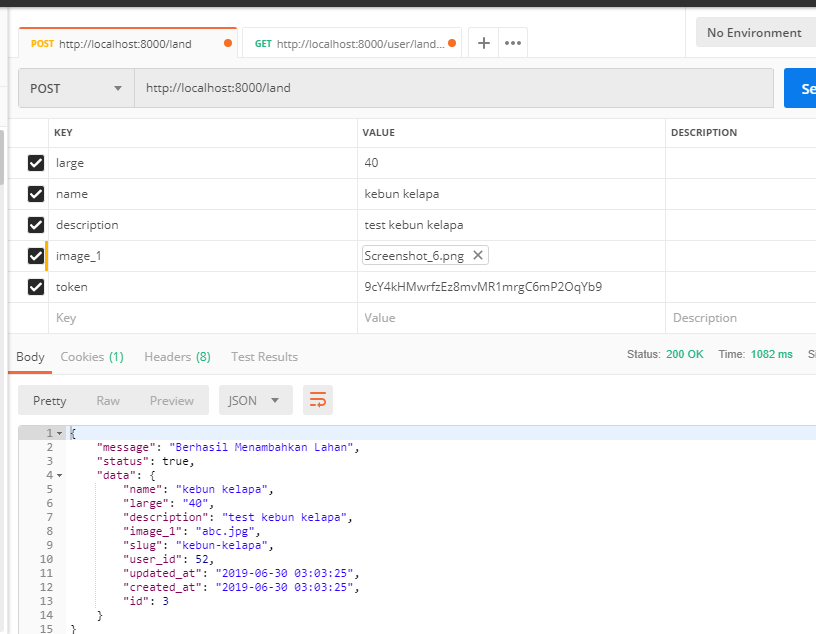 POST http://localhost:8000/land GET http://localhost:8000/user/land... No Environment
POST http://localhost:8000/land Se
KEY VALUE DESCRIPTION
large 40
name kebun kelapa
description test kebun kelapa
image_1 Screenshot_6.png
token 9cY4kHMwrfzEz8mvMR1mrgC6mP2OqYb9
Key Value Description
Body Cookies (1) Headers (8) Test Results Status: 200 OK Time: 1082 ms Si
Pretty Raw Preview JSON
1 {
2 "message": "Berhasil Menambahkan Lahan",
3 "status": true,
4 "data": {
5 "name": "kebun kelapa",
6 "large": "40",
7 "description": "test kebun kelapa",
8 "image_1": "abc.jpg",
9 "slug": "kebun-kelapa",
10 "user_id": 52,
11 "updated_at": "2019-06-30 03:03:25",
12 "created_at": "2019-06-30 03:03:25",
13 "id": 3
14 }
15 }